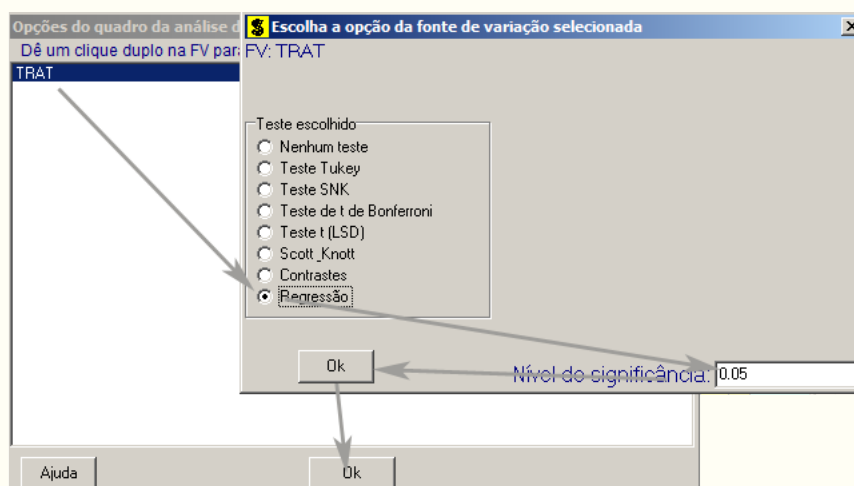 Opções do quadro da análise d
Escolha a opção da fonte de variação selecionada
Dê um clique duplo na FV par
FV: TRAT
TRAT
Teste escolhido
Nenhum teste
Teste Tukey
Teste SNK
Teste de t de Bonferroni
Teste t (LSD)
Scott_Knott
Contrastes
Regressão
Ok
Nível de significância:
0.05
Ajuda
Ok